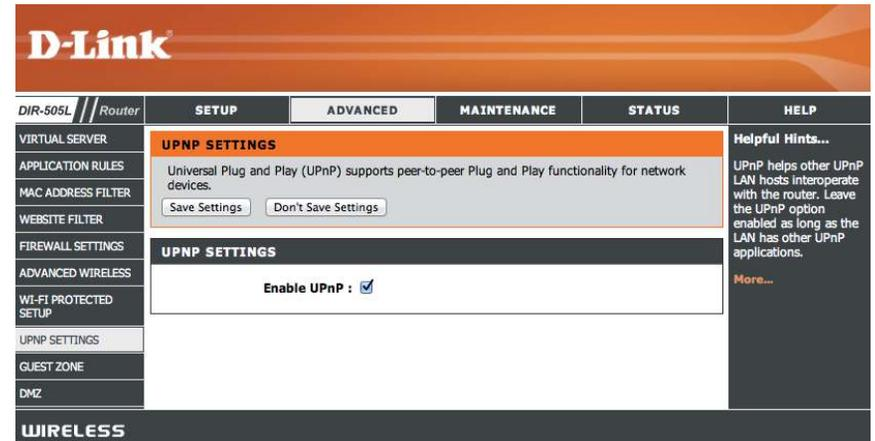 D-Link
DIR-505L // Router
SETUP
ADVANCED
MAINTENANCE
STATUS
HELP
VIRTUAL SERVER
APPLICATION RULES
MAC ADDRESS FILTER
WEBSITE FILTER
FIREWALL SETTINGS
ADVANCED WIRELESS
WI-FI PROTECTED
SETUP
UPNP SETTINGS
GUEST ZONE
DMZ
UPNP SETTINGS
Universal Plug and Play (UPnP) supports peer-to-peer Plug and Play functionality for network
devices.
Save Settings
Don't Save Settings
UPNP SETTINGS
Enable UPnP :
Helpful Hints...
UPnP helps other UPnP
LAN hosts interoperate
with the router. Leave
the UPnP option
enabled as long as the
LAN has other UPnP
applications.
More...
WIRELESS